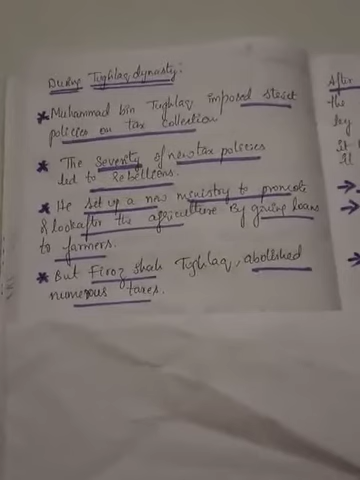 During Tughlaq dynasty:
* Muhammad bin Tughlaq imposed strict
policies on tax collection
* The severity of new tax policies
led to Rebellions.
* He set up a new ministry to promote
& look after the agriculture by giving loans
to farmers.
* But Firoz shah Tughlaq, abolished
numerous taxes.
After
the